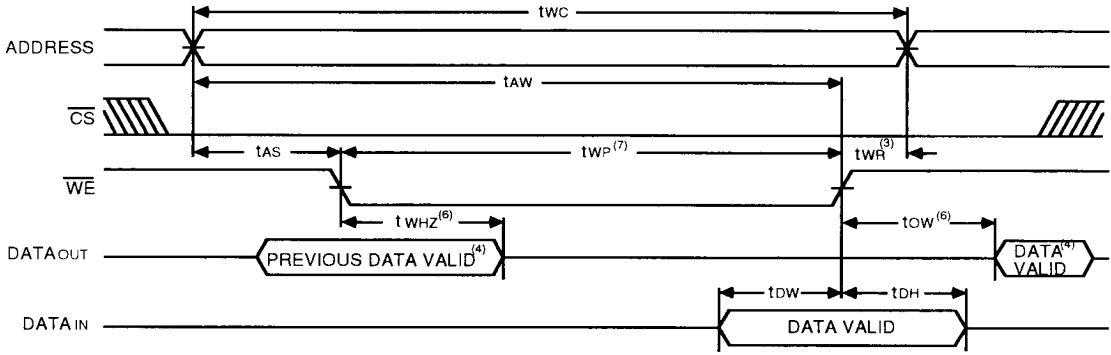 tWC
ADDRESS
tAW
CS
tAS
tWP(7)
tWR(3)
WE
tWHZ(6)
tOW(6)
DATAOUT
PREVIOUS DATA VALID(4)
DATA(4)
VALID
tDW
tDH
DATAIN
DATA VALID